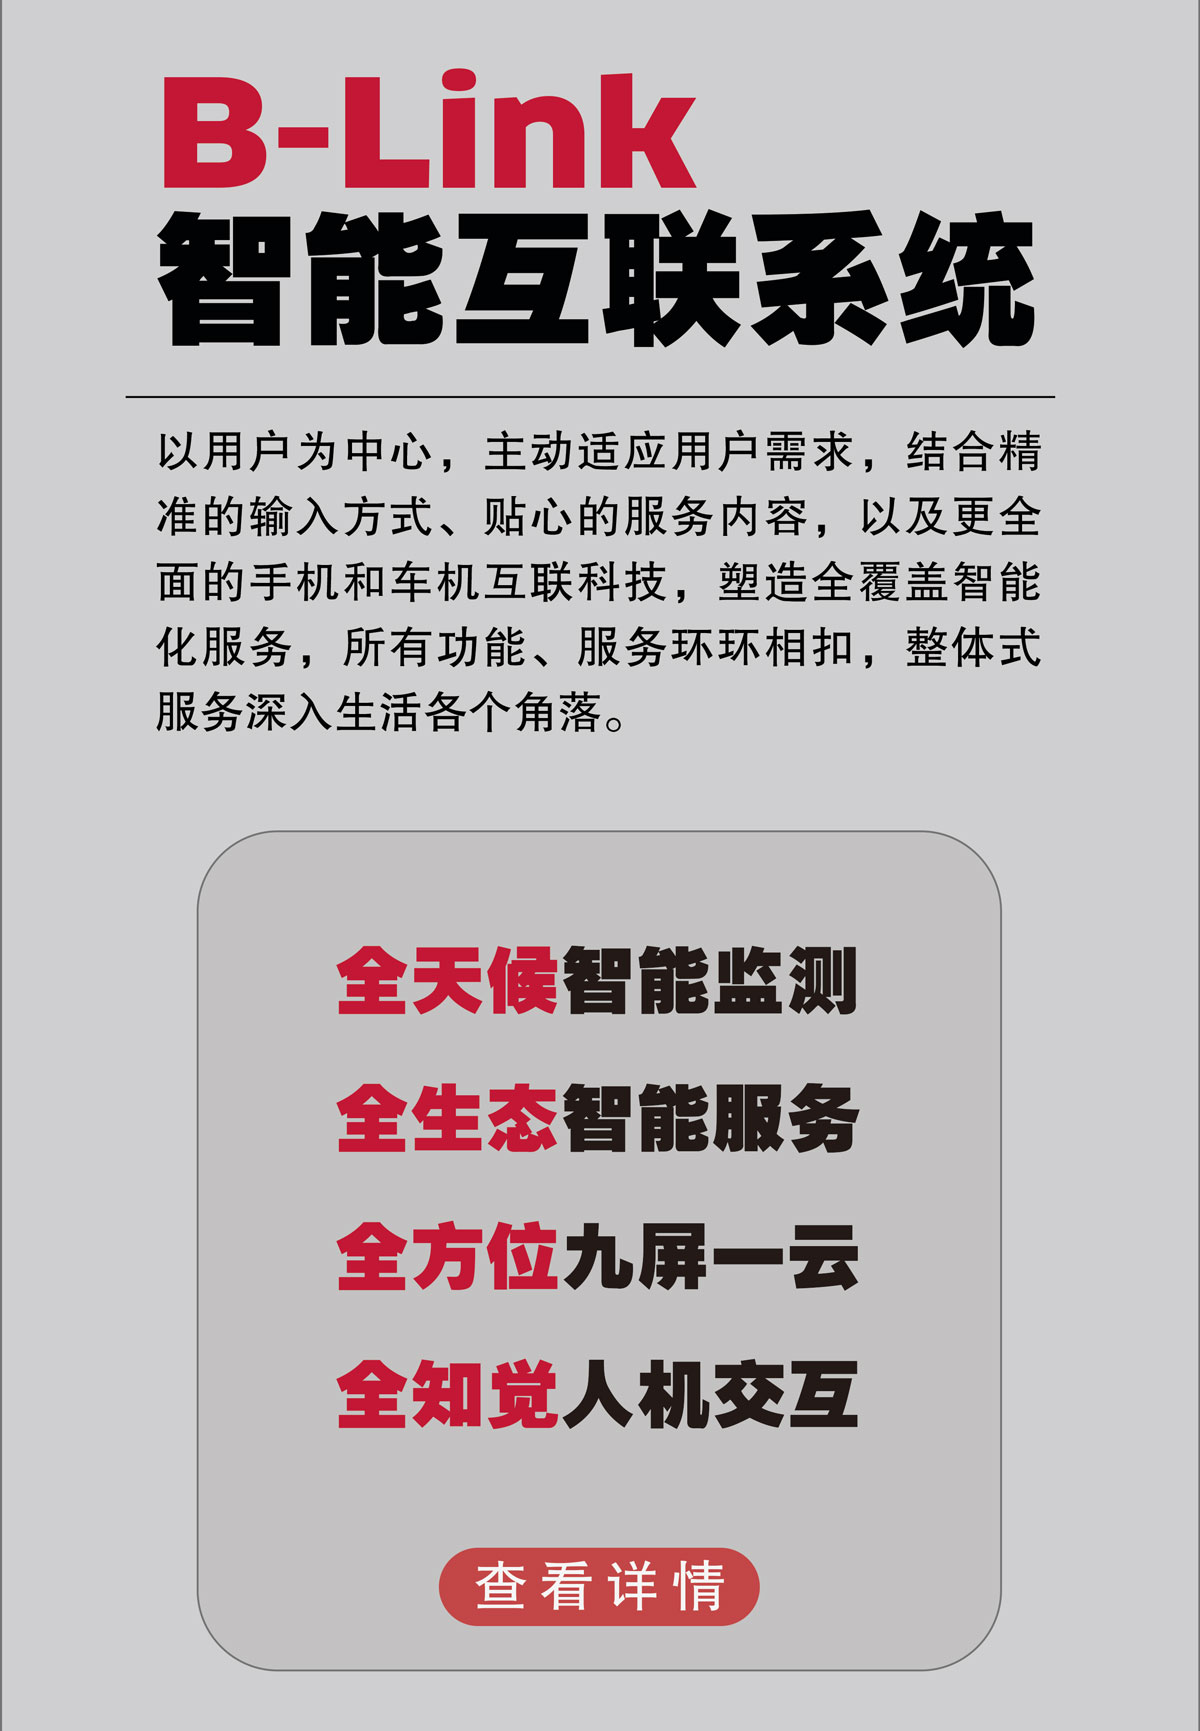 B-Link
智能互联系统
以用户为中心，主动适应用户需求，结合精
准的输入方式、贴心的服务内容，以及更全
面的手机和车机互联科技，塑造全覆盖智能
化服务，所有功能、服务环环相扣，整体式
服务深入生活各个角落。
全天候智能监测
全生态智能服务
全方位九屏一云
全知觉人机交互
查看详情